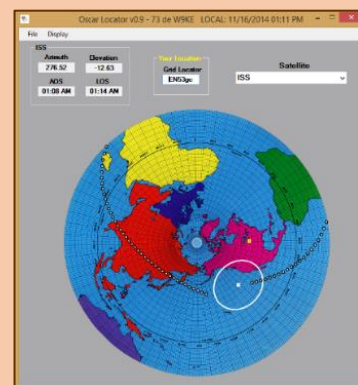 Oscar Locator v0.9 - 73 de W9KE   LOCAL: 11/16/2014 01:11 PM
File Display
ISS
Azimuth Elevation
276.52 -12.63
AOS LOS
01:08 AM 01:14 AM
Your Location
Grid Locator
EN53gc
Satellite
ISS